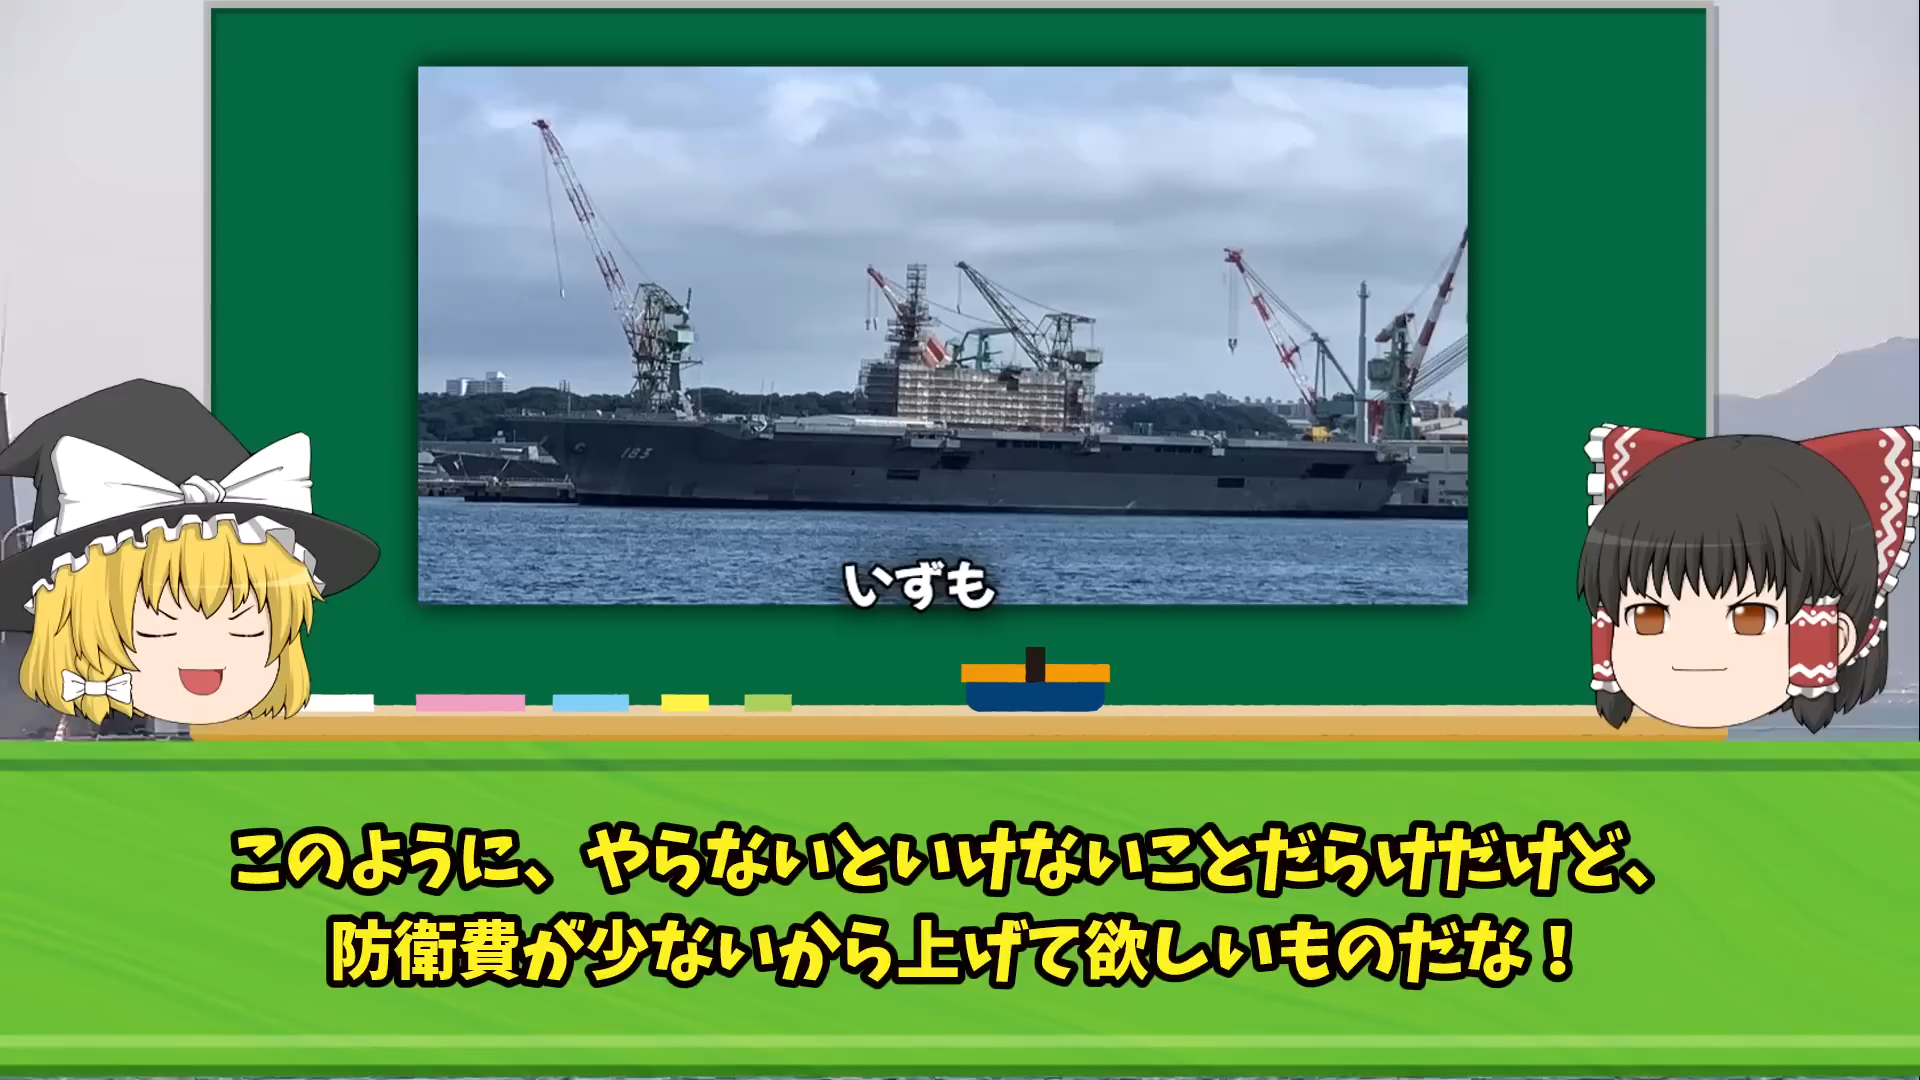 183
いずも
このように、やらないといけないことだらけだけど、
防衛費が少ないから上げて欲しいものだな！